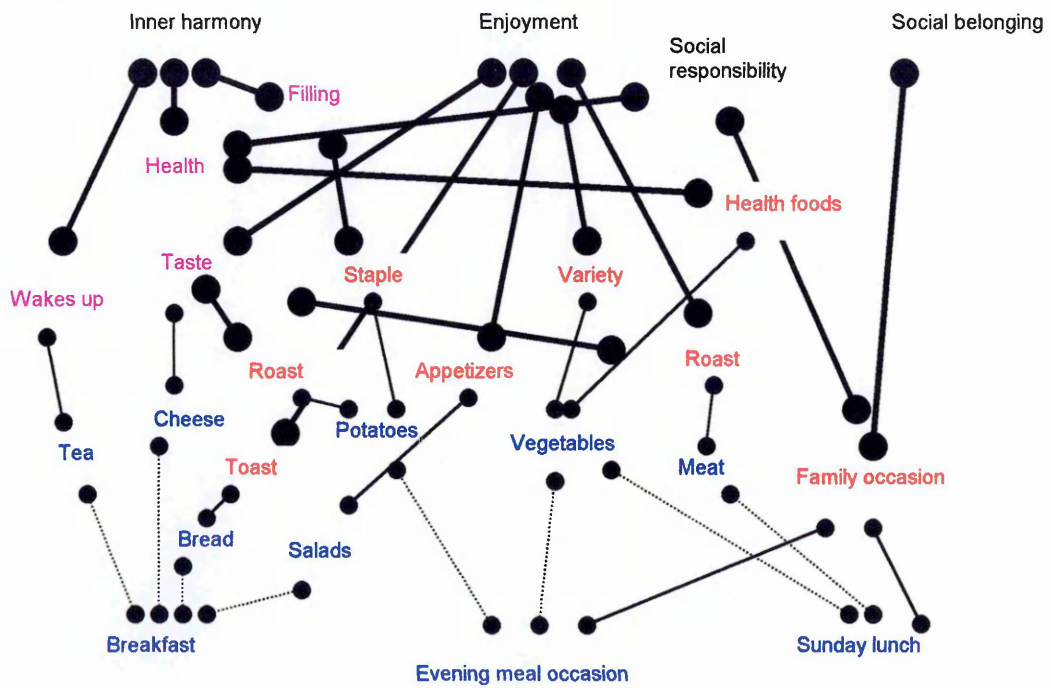 Inner harmony
Enjoyment
Social belonging
Social
responsibility
Filling
Health
Health foods
Taste
Staple
Variety
Wakes up
Roast
Appetizers
Roast
Cheese
Potatoes
Vegetables
Tea
Toast
Meat
Family occasion
Bread
Salads
Breakfast
Evening meal occasion
Sunday lunch